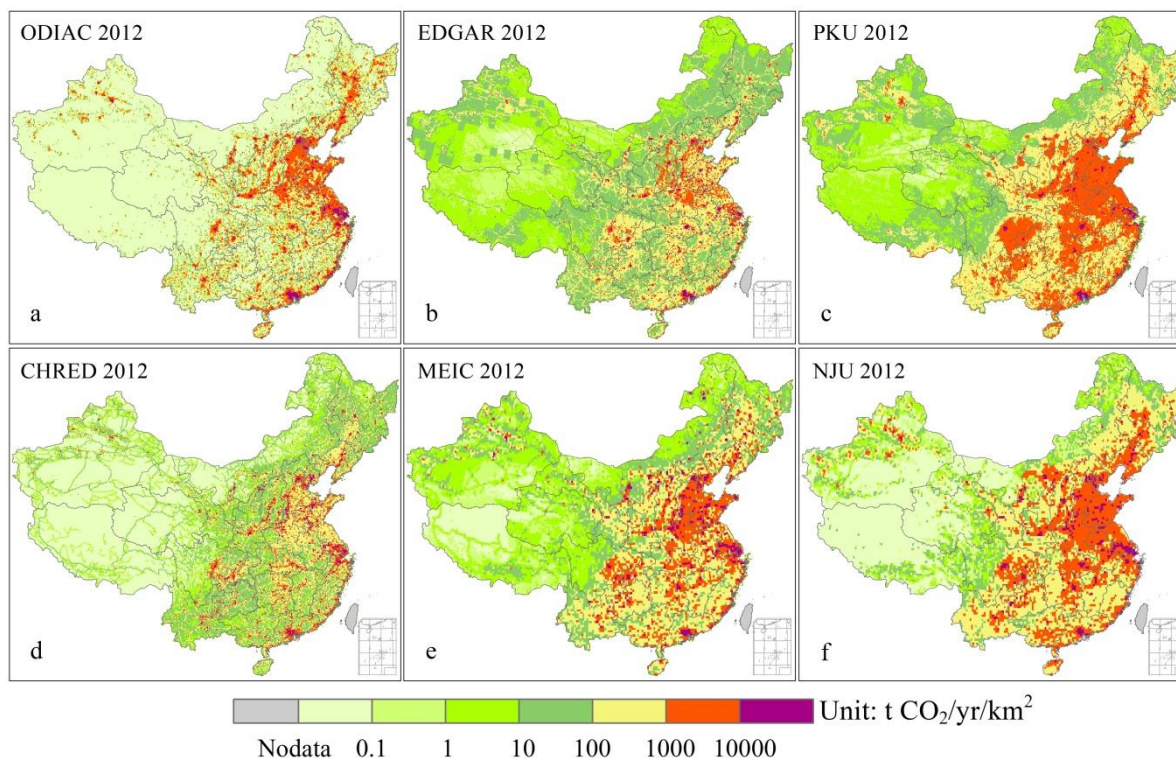 ODIAC 2012
EDGAR 2012
PKU 2012
a
b
c
CHRED 2012
MEIC 2012
NJU 2012
d
e
f
Unit: t CO₂/yr/km²
Nodata 0.1 1 10 100 1000 10000